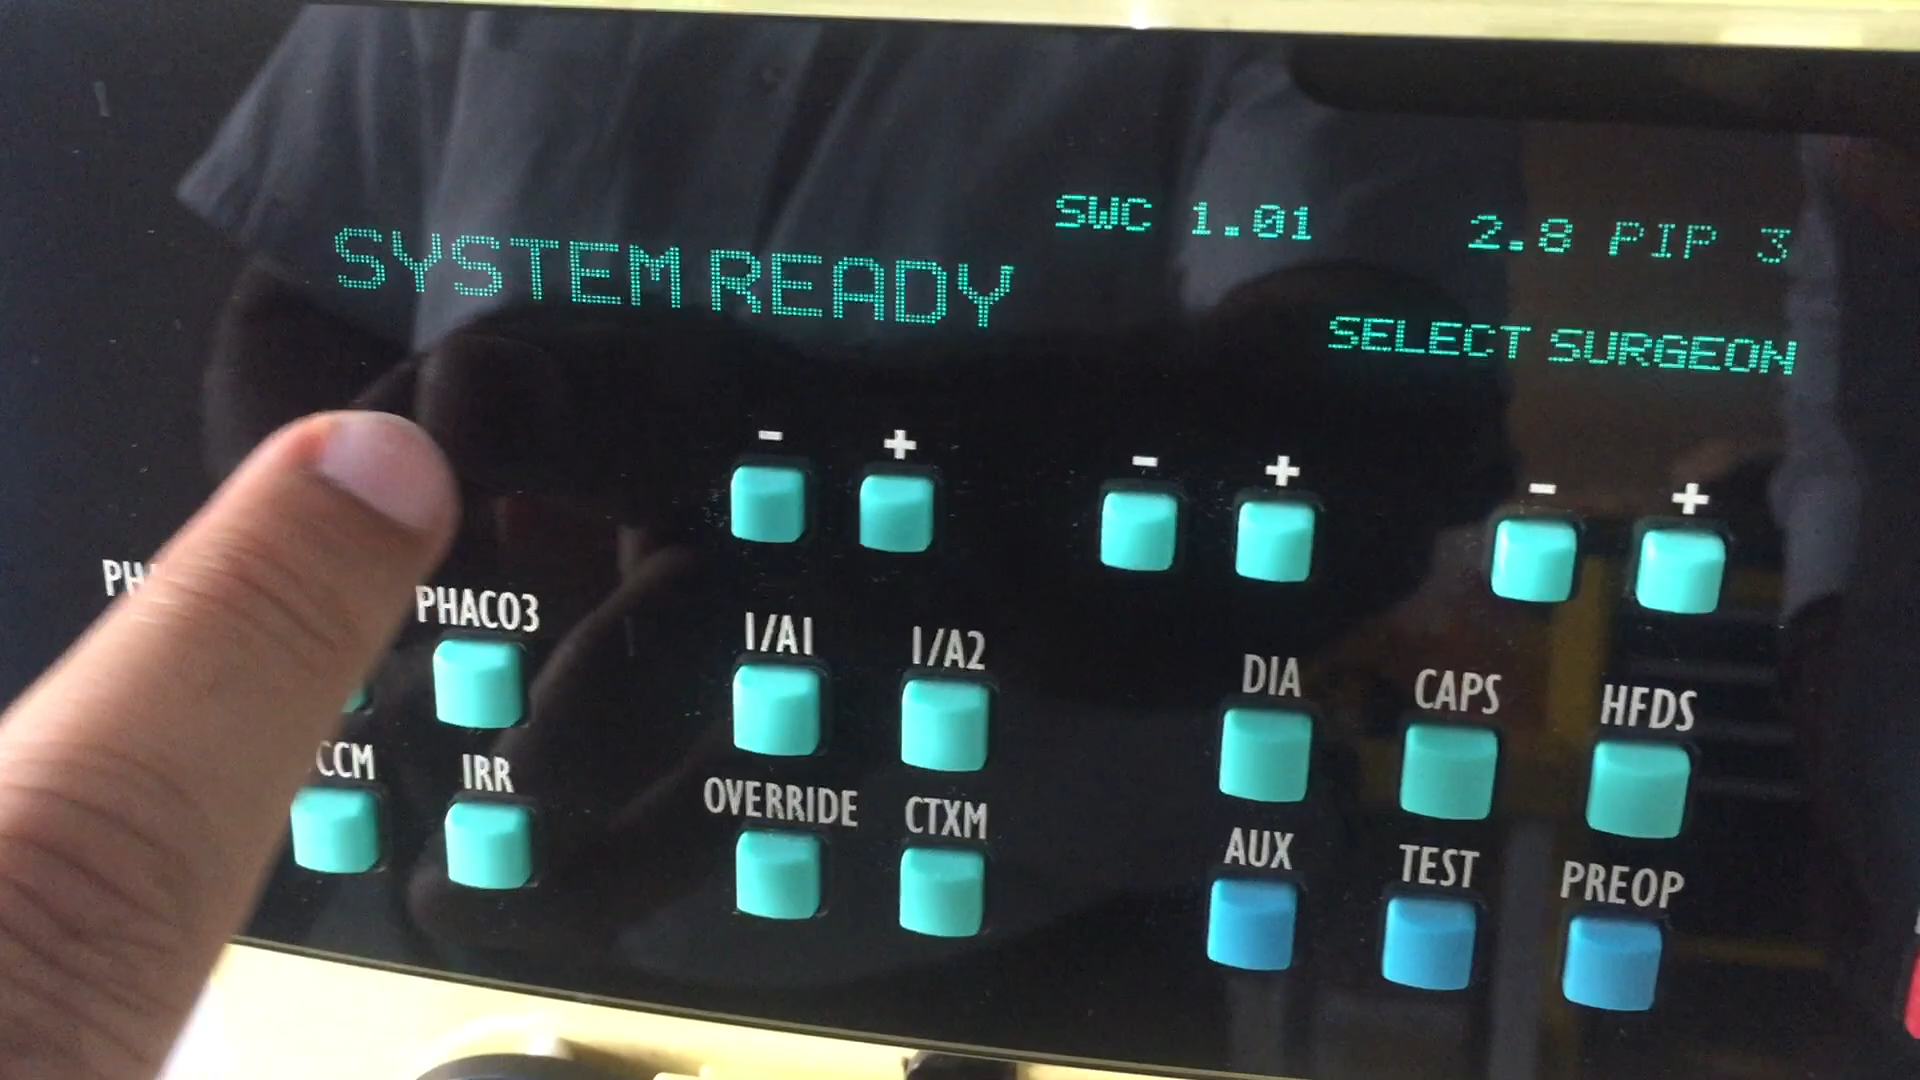 SWC 1.01 2.8 PIP 3
SYSTEM READY
SELECT SURGEON
- + - + - +
PHACO3 I/A1 I/A2 DIA CAPS HFDS
CCM IRR OVERRIDE CTXM AUX TEST PREOP